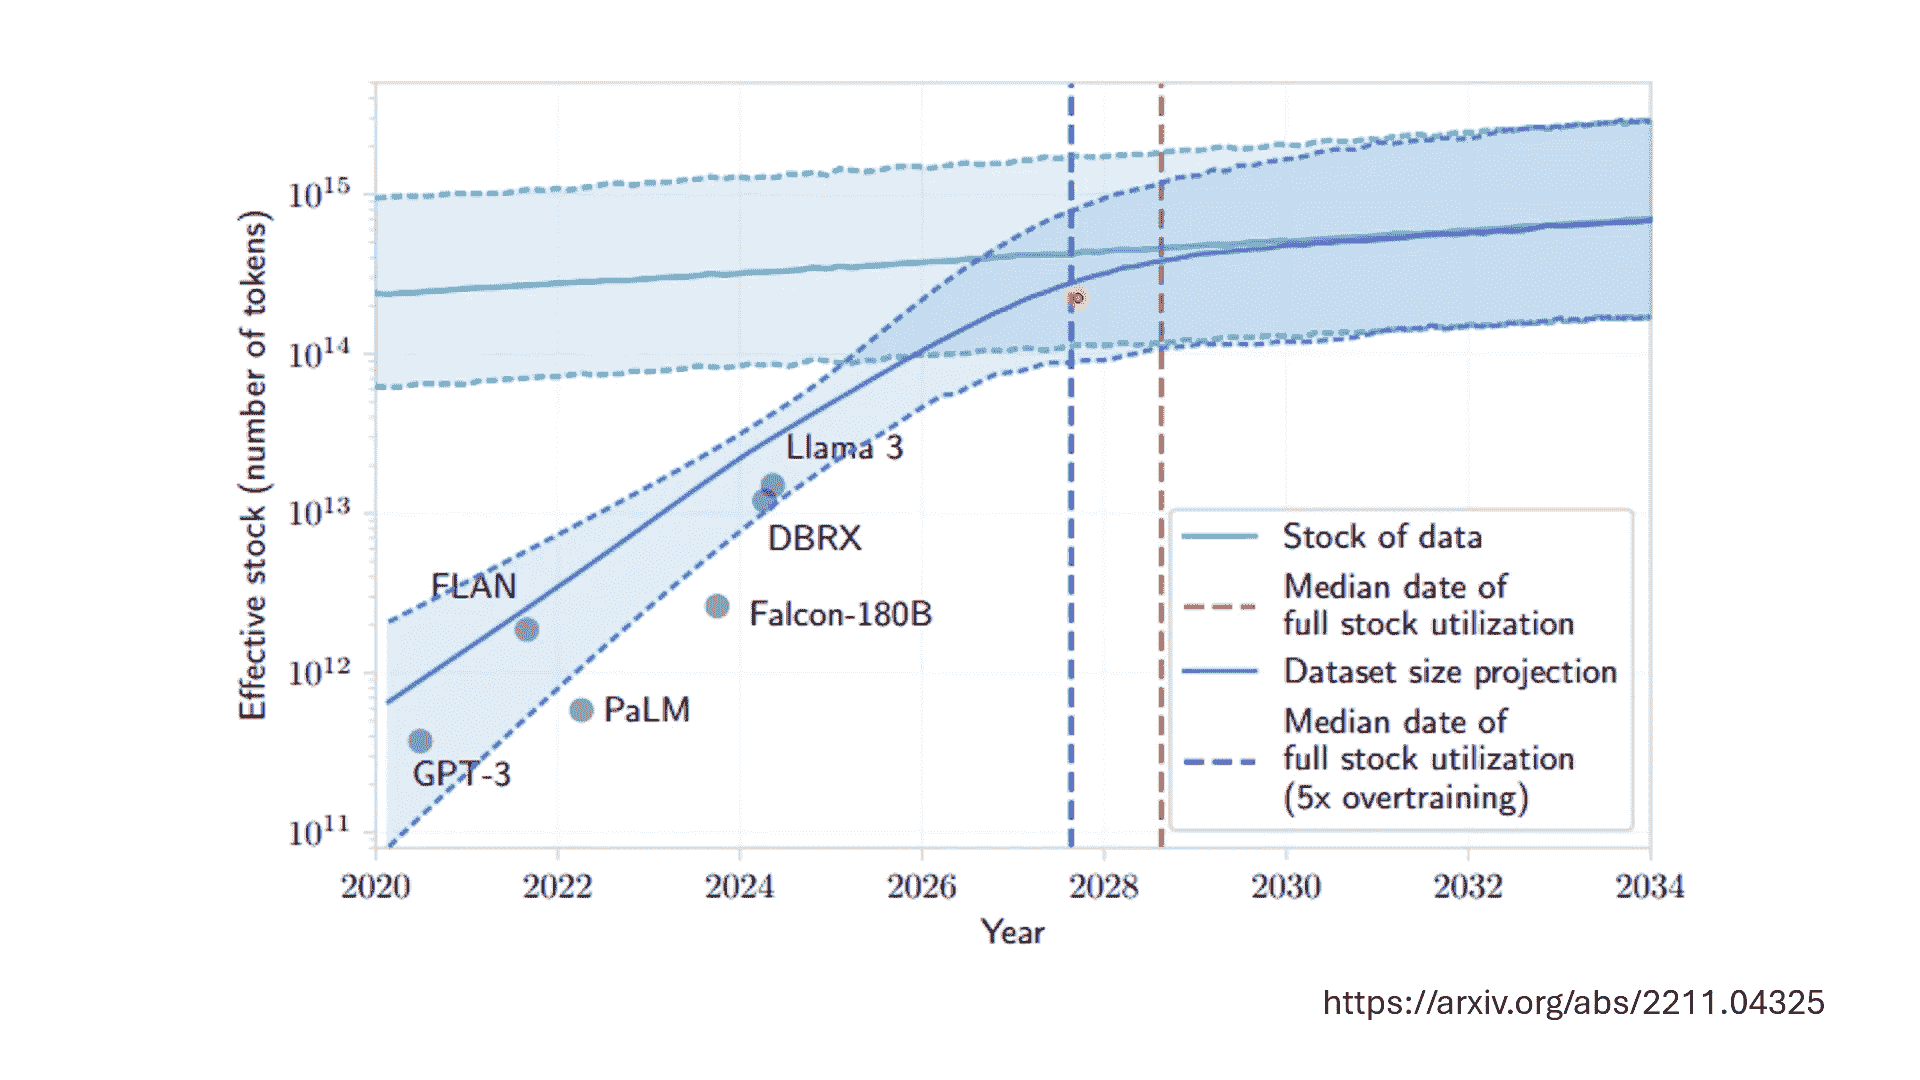 Effective stock (number of tokens)
10^15
10^14
10^13
10^12
10^11
Llama 3
DBRX
FLAN
Falcon-180B
PaLM
GPT-3
Stock of data
Median date of
full stock utilization
Dataset size projection
Median date of
full stock utilization
(5x overtraining)
2020 2022 2024 2026 2028 2030 2032 2034
Year
https://arxiv.org/abs/2211.04325